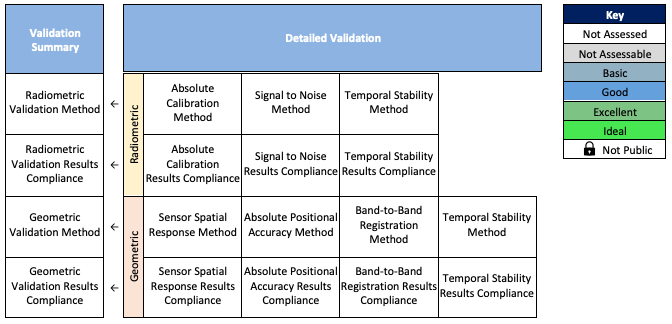 Validation
Summary
Detailed Validation
Key
Not Assessed
Not Assessable
Basic
Good
Excellent
Ideal
Not Public
Radiometric
Validation Method
←
Radiometric
Absolute
Calibration
Method
Signal to Noise
Method
Temporal Stability
Method
Radiometric
Validation Results
Compliance
←
Absolute
Calibration
Results Compliance
Signal to Noise
Results Compliance
Temporal Stability
Results Compliance
Geometric
Validation Method
←
Geometric
Sensor Spatial
Response Method
Absolute Positional
Accuracy Method
Band-to-Band
Registration
Method
Temporal Stability
Method
Geometric
Validation Results
Compliance
←
Sensor Spatial
Response Results
Compliance
Absolute Positional
Accuracy Results
Compliance
Band-to-Band
Registration Results
Compliance
Temporal Stability
Results Compliance